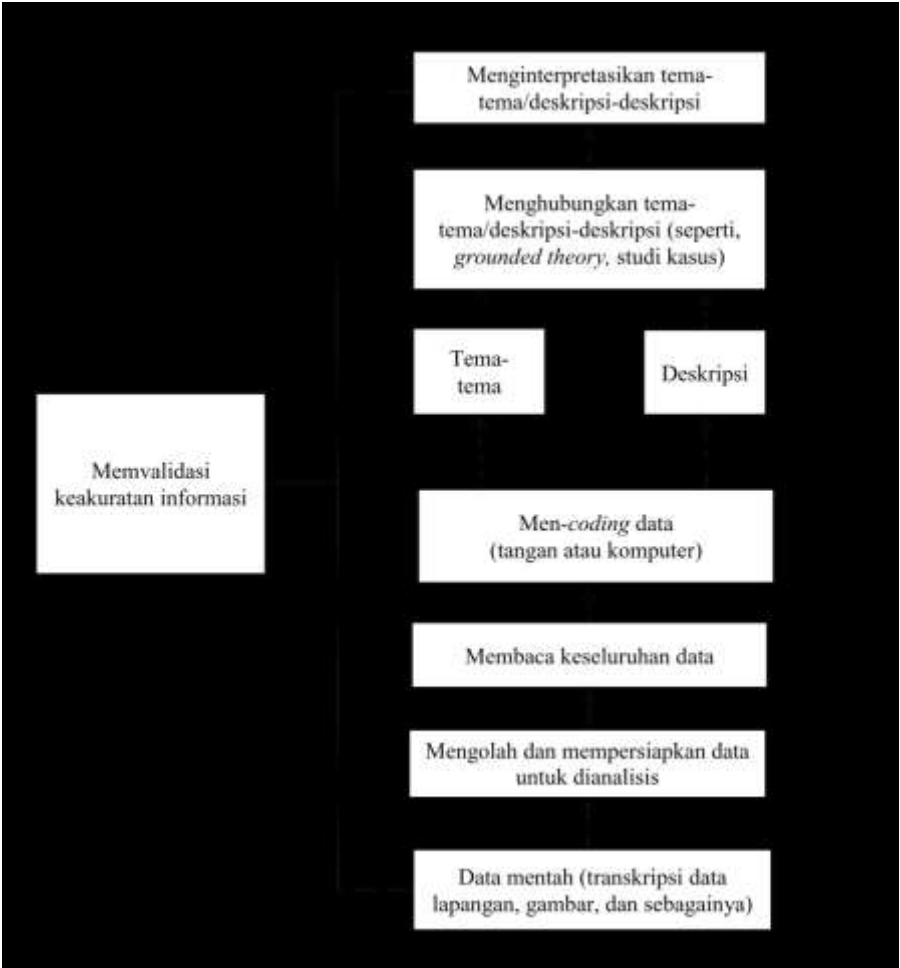 Menginterpretasikan tema-
tema/deskripsi-deskripsi
Menghubungkan tema-
tema/deskripsi-deskripsi (seperti,
grounded theory, studi kasus)
Tema-
tema
Deskripsi
Memvalidasi
keakuratan informasi
Men-coding data
(tangan atau komputer)
Membaca keseluruhan data
Mengolah dan mempersiapkan data
untuk dianalisis
Data mentah (transkripsi data
lapangan, gambar, dan sebagainya)